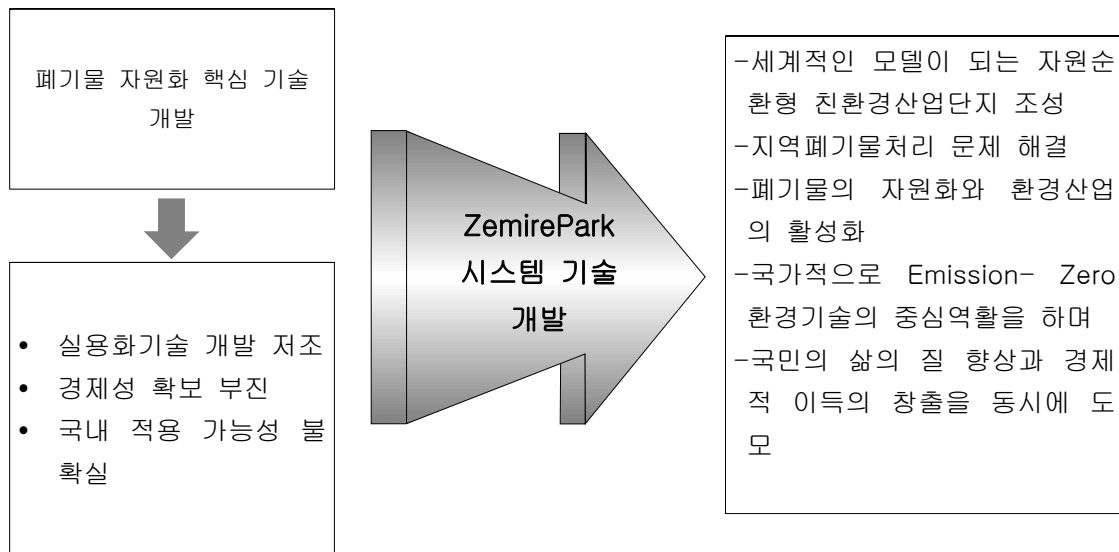 폐기물 자원화 핵심 기술
개발
• 실용화기술 개발 저조
• 경제성 확보 부진
• 국내 적용 가능성 불
확실
ZemirePark
시스템 기술
개발
-세계적인 모델이 되는 자원순
환형 친환경산업단지 조성
-지역폐기물처리 문제 해결
-폐기물의 자원화와 환경산업
의 활성화
-국가적으로 Emission- Zero
환경기술의 중심역활을 하며
-국민의 삶의 질 향상과 경제
적 이득의 창출을 동시에 도
모